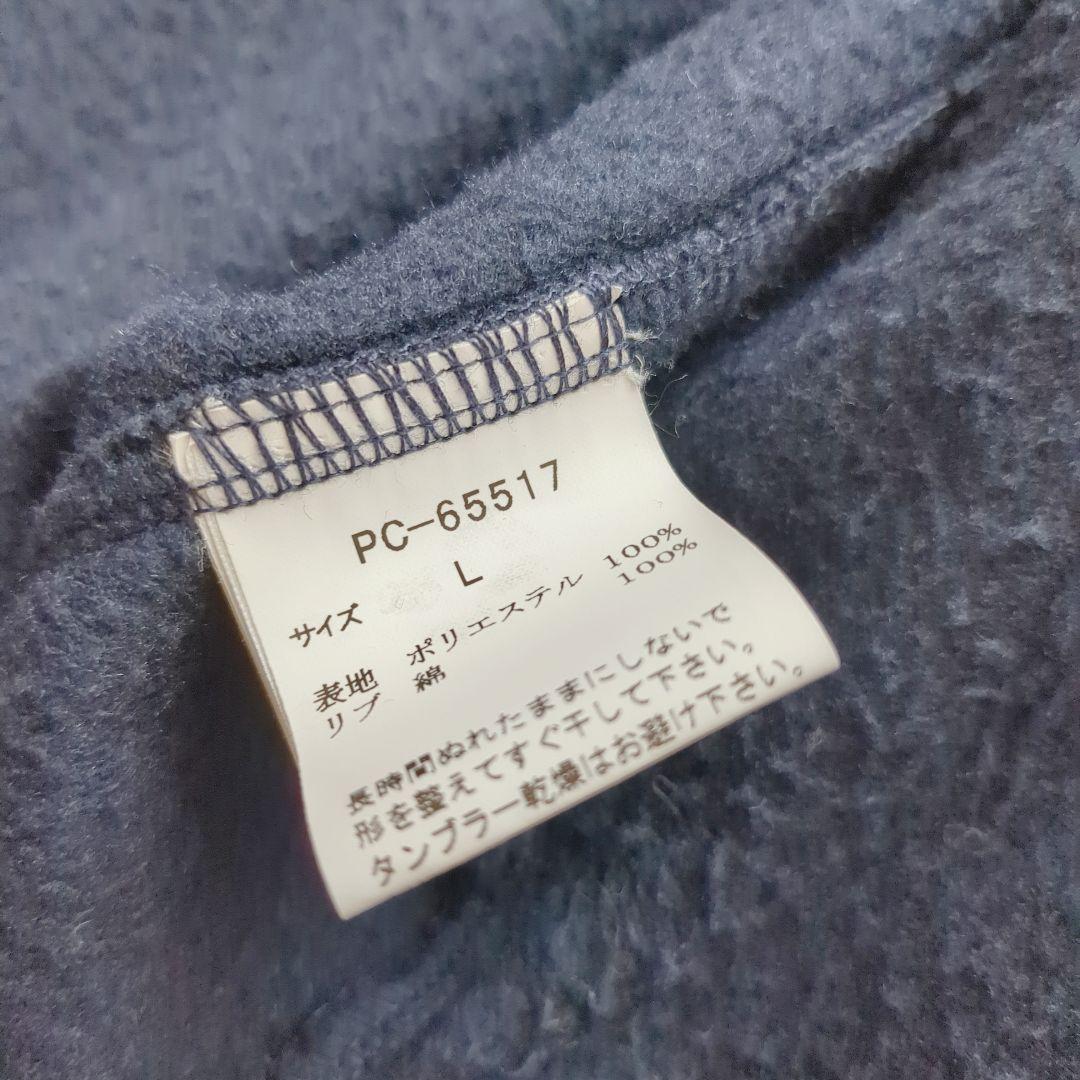 PC-65517
サイズ L
表地 ポリエステル 100%
リブ 綿 100%
長時間ぬれたままにしないで
形を整えてすぐ干して下さい。
タンブラー乾燥はお避け下さい。